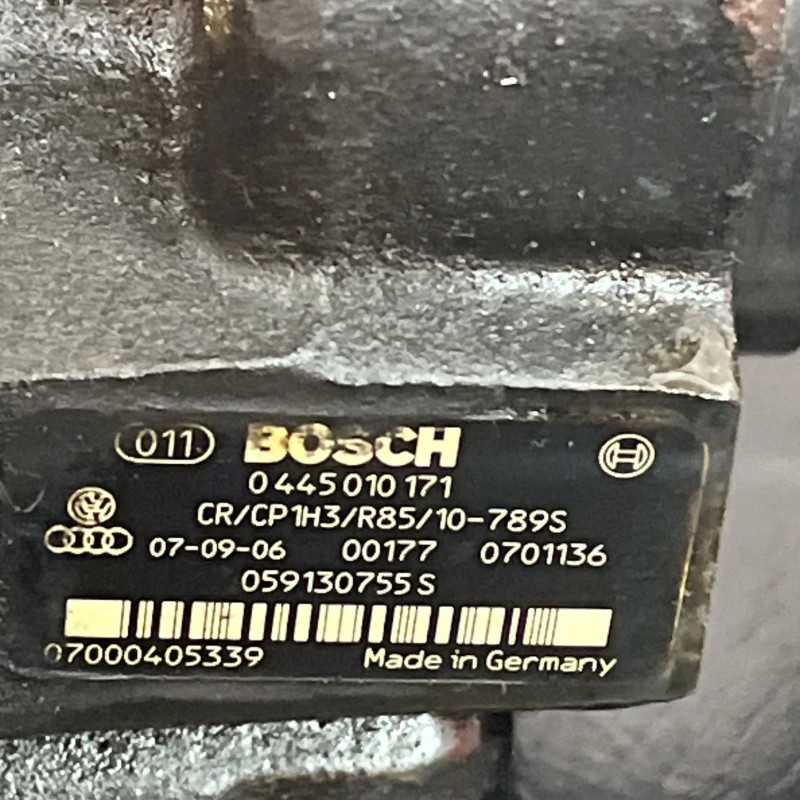 011 BOSCH
0 445 010 171
CR/CP1H3/R85/10-789S
07-09-06 00177 0701136
059130755 S
07000405339 Made in Germany